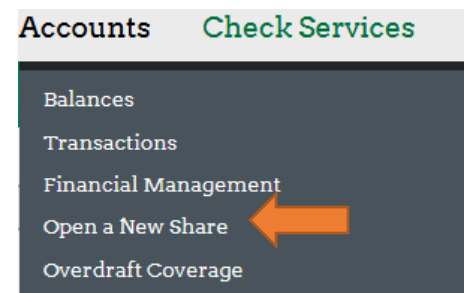 Accounts Check Services
Balances
Transactions
Financial Management
Open a New Share
Overdraft Coverage